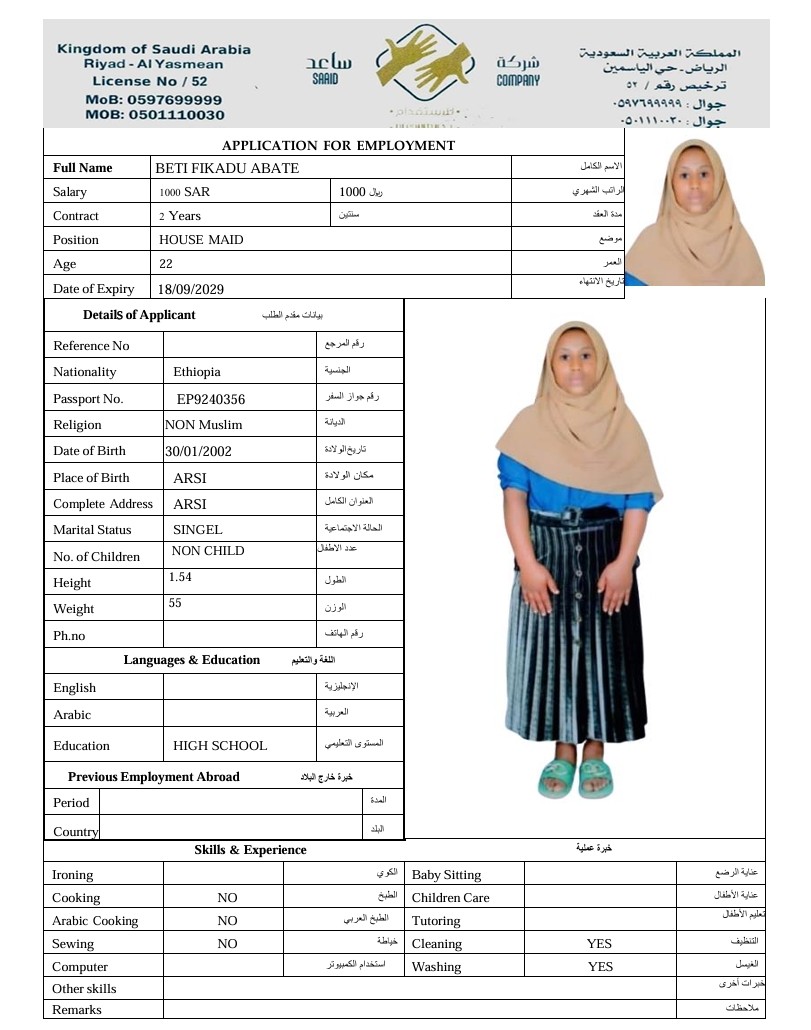 Kingdom of Saudi Arabia
Riyad - Al Yasmean
License No / 52
MoB: 0597699999
MOB: 0501110030
ساعد
SAAID
شركة
COMPANY
للاستقدام
المملكة العربية السعودية
الرياض - حي الياسمين
ترخيص رقم / ٥٢
جوال : ٠٥٩٧٦٩٩٩٩٩
جوال : ٠٥٠١١١٠٠٣٠
APPLICATION FOR EMPLOYMENT
Full Name BETI FIKADU ABATE الاسم الكامل
Salary 1000 SAR 1000 ريال الراتب الشهري
Contract 2 Years سنتين مدة العقد
Position HOUSE MAID موضع
Age 22 العمر
Date of Expiry 18/09/2029 تاريخ الانتهاء
Details of Applicant بيانات مقدم الطلب
Reference No رقم المرجع
Nationality Ethiopia الجنسية
Passport No. EP9240356 رقم جواز السفر
Religion NON Muslim الديانة
Date of Birth 30/01/2002 تاريخ الولادة
Place of Birth ARSI مكان الولادة
Complete Address ARSI العنوان الكامل
Marital Status SINGEL الحالة الاجتماعية
No. of Children NON CHILD عدد الاطفال
Height 1.54 الطول
Weight 55 الوزن
Ph.no رقم الهاتف
Languages & Education اللغة والتعليم
English الإنجليزية
Arabic العربية
Education HIGH SCHOOL المستوى التعليمي
Previous Employment Abroad خبرة خارج البلاد
Period المدة
Country البلد
Skills & Experience خبرة عملية
Ironing الكوي Baby Sitting عناية الرضع
Cooking NO الطبخ Children Care عناية الأطفال
Arabic Cooking NO الطبخ العربي Tutoring تعليم الأطفال
Sewing NO خياطة Cleaning YES التنظيف
Computer استخدام الكمبيوتر Washing YES الغيسل
Other skills خبرات أخرى
Remarks ملاحظات